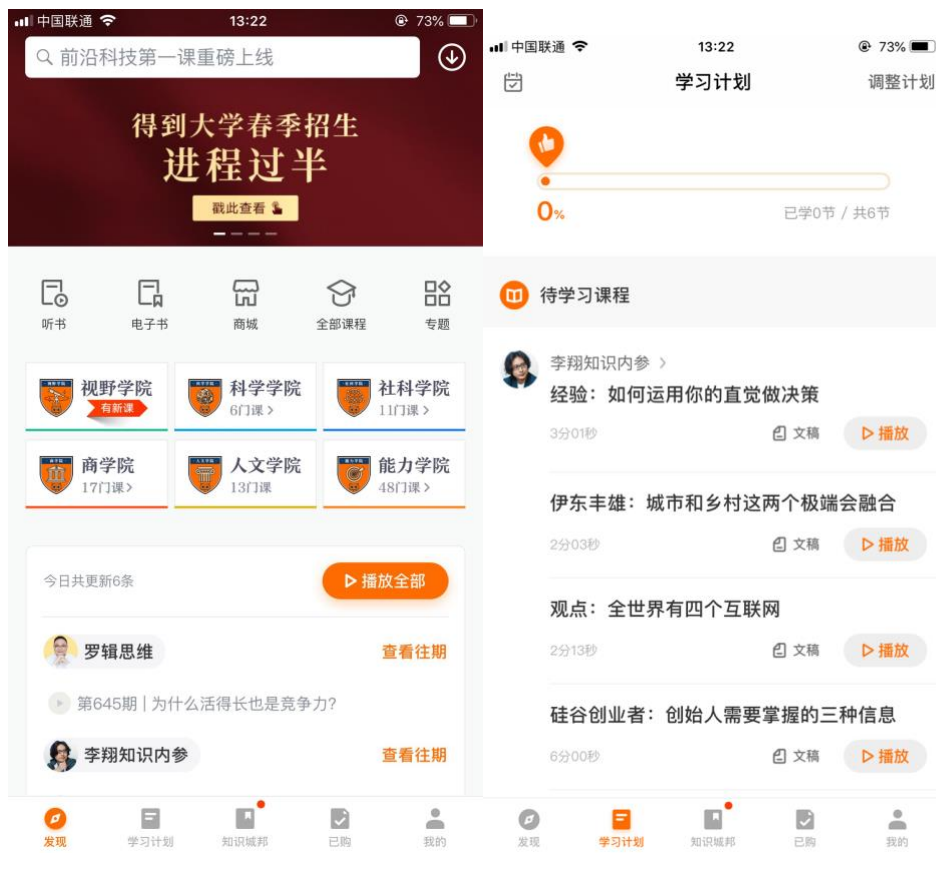 中国联通 13:22 73%
前沿科技第一课重磅上线
得到大学春季招生
进程过半
戳此查看
听书 电子书 商城 全部课程 专题
视野学院 科学学院 社科学院
有新课 6门课 11门课
商学院 人文学院 能力学院
17门课 13门课 48门课
今日共更新6条 播放全部
罗辑思维 查看往期
第645期 | 为什么活得长也是竞争力?
李翔知识内参 查看往期
发现 学习计划 知识城邦 已购 我的
中国联通 13:22 73%
学习计划 调整计划
0% 已学0节 / 共6节
待学习课程
李翔知识内参
经验：如何运用你的直觉做决策
3分01秒 文稿 播放
伊东丰雄：城市和乡村这两个极端会融合
2分03秒 文稿 播放
观点：全世界有四个互联网
2分13秒 文稿 播放
硅谷创业者：创始人需要掌握的三种信息
6分00秒 文稿 播放
发现 学习计划 知识城邦 已购 我的